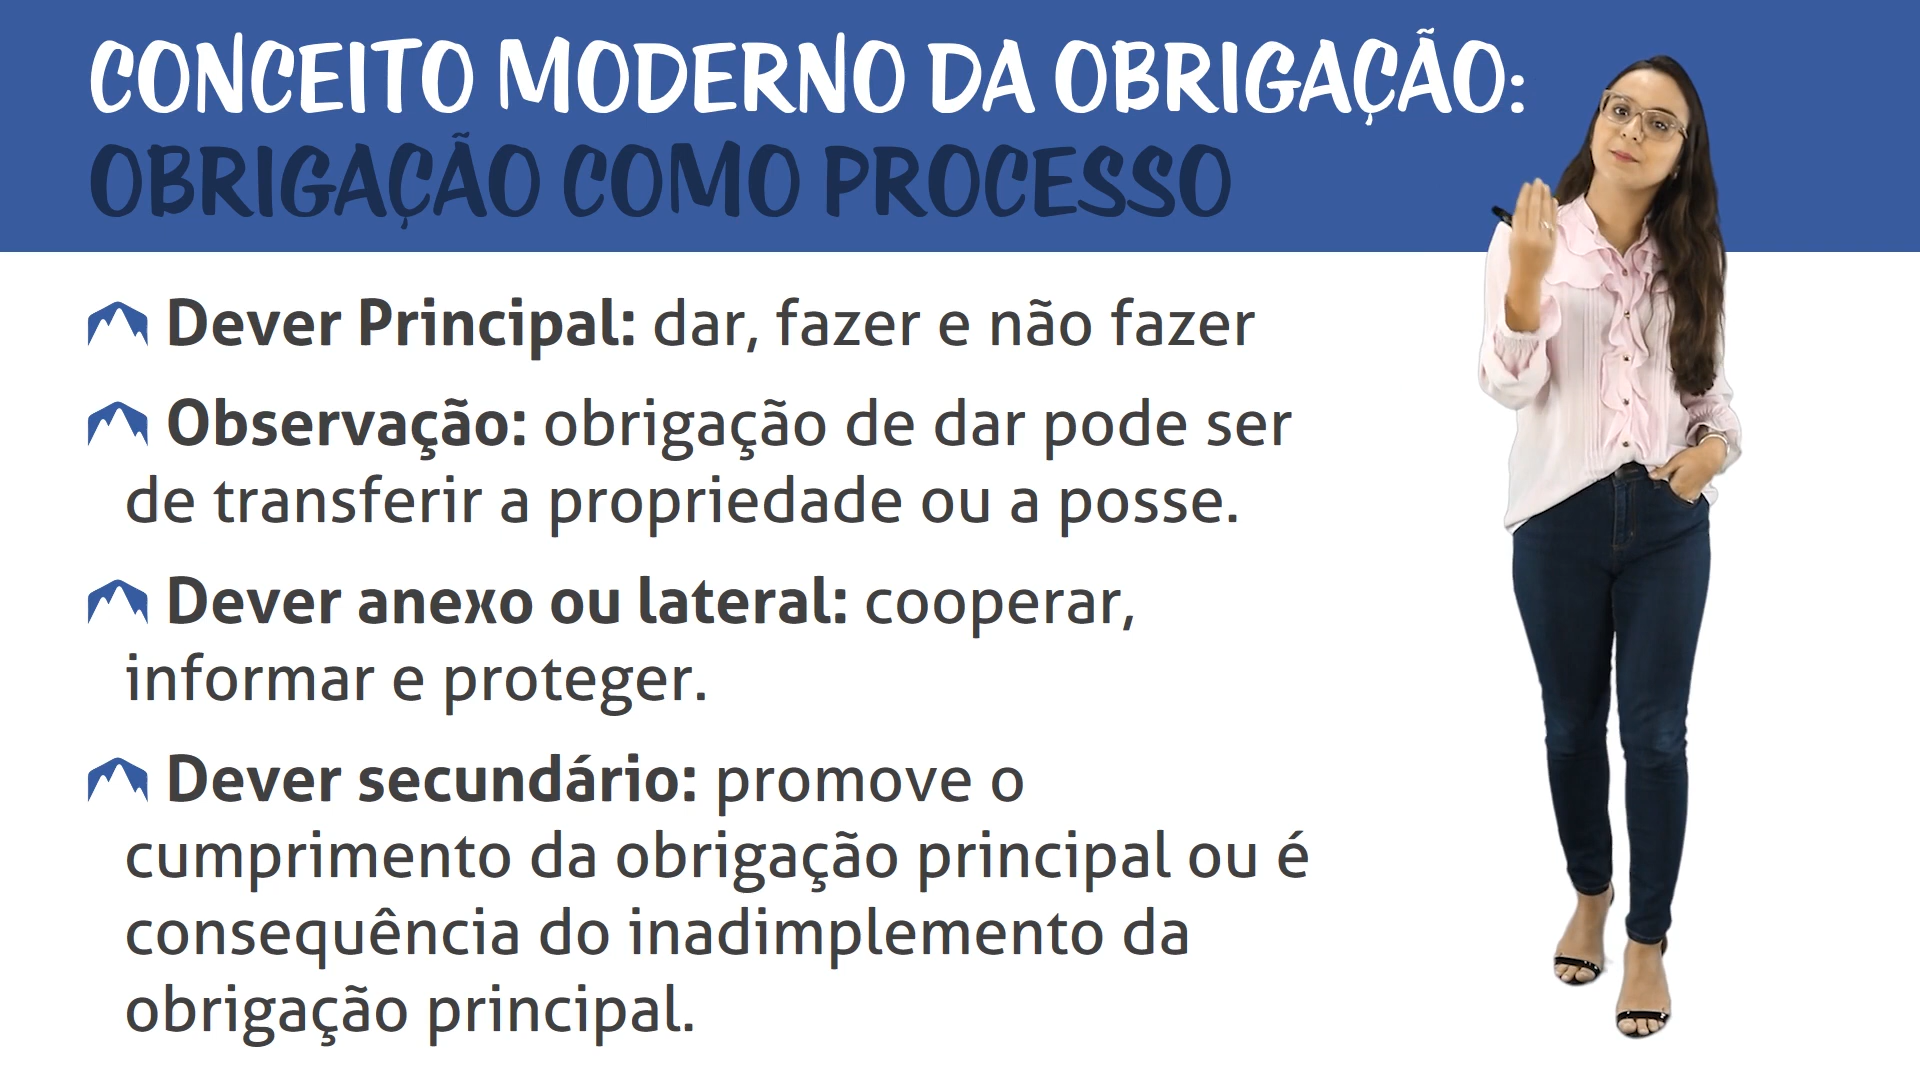 CONCEITO MODERNO DA OBRIGAÇÃO:
OBRIGAÇÃO COMO PROCESSO
Dever Principal: dar, fazer e não fazer
Observação: obrigação de dar pode ser
de transferir a propriedade ou a posse.
Dever anexo ou lateral: cooperar,
informar e proteger.
Dever secundário: promove o
cumprimento da obrigação principal ou é
consequência do inadimplemento da
obrigação principal.